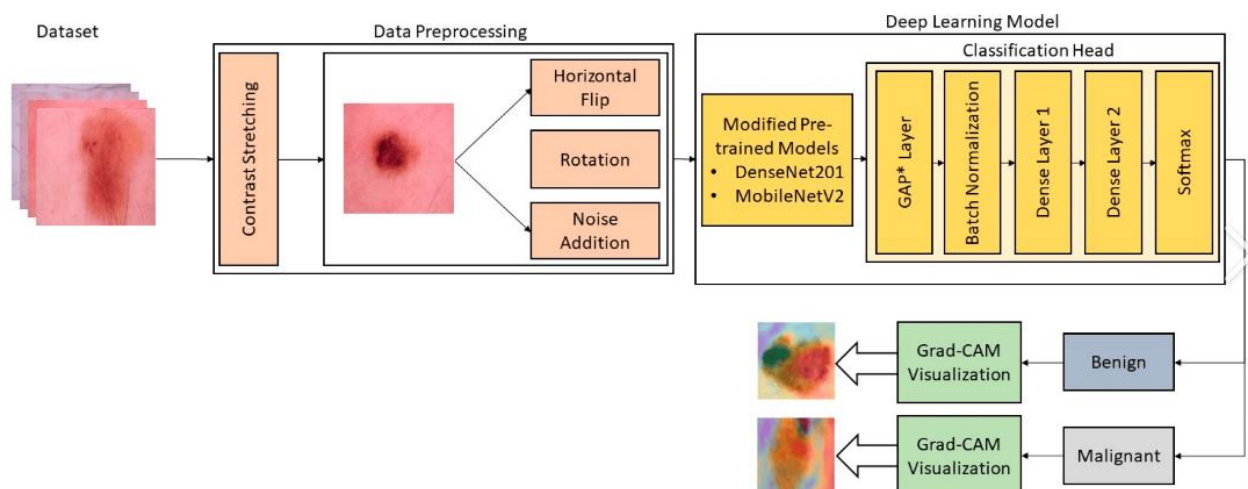 Dataset
Data Preprocessing
Contrast Stretching
Horizontal
Flip
Rotation
Noise
Addition
Deep Learning Model
Modified Pre-
trained Models
• DenseNet201
• MobileNetV2
Classification Head
GAP* Layer
Batch Normalization
Dense Layer 1
Dense Layer 2
Softmax
Grad-CAM
Visualization
Benign
Grad-CAM
Visualization
Malignant